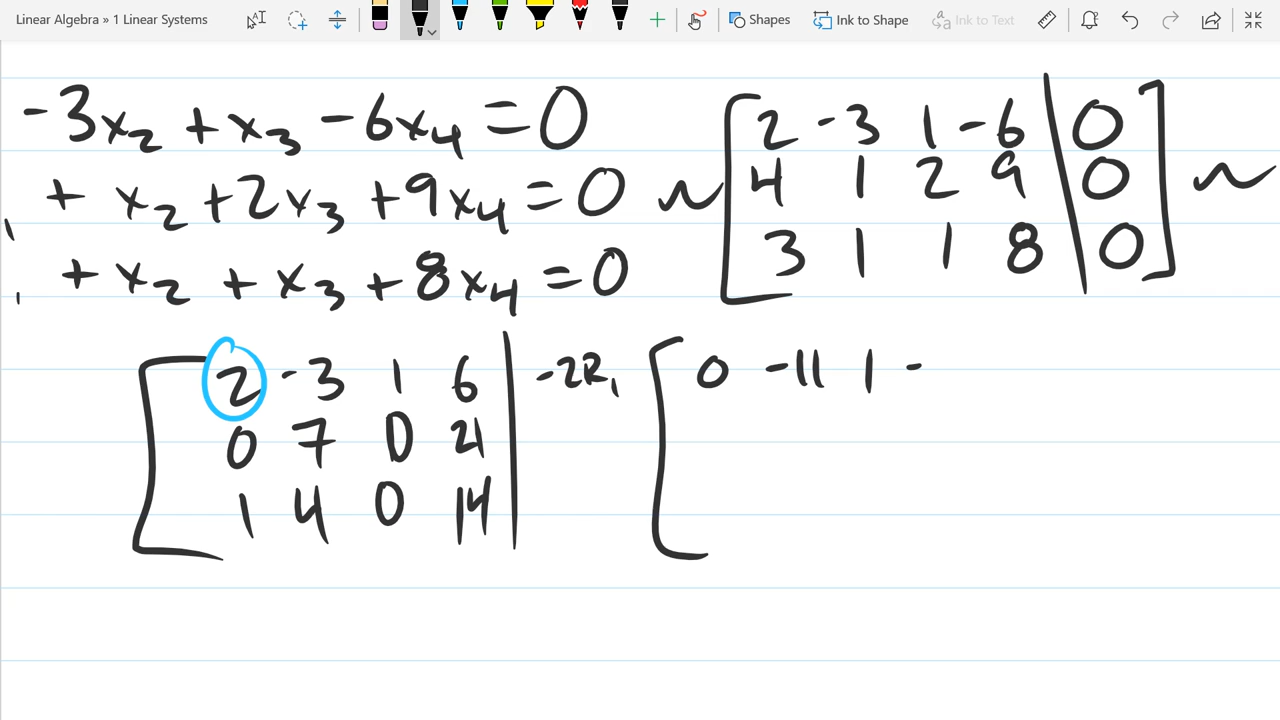 Linear Algebra » 1 Linear Systems
Shapes
Ink to Shape
Ink to Text
-3x₂ + x₃ - 6x₄ = 0
+ x₂ + 2x₃ + 9x₄ = 0 ~
+ x₂ + x₃ + 8x₄ = 0
[ 2 -3 1 -6 | 0 ]
4 1 2 9 | 0 ~
3 1 1 8 | 0
[ 2 -3 1 6 | -2R₁
0 7 0 21
1 4 0 14
[ 0 -11 1 -